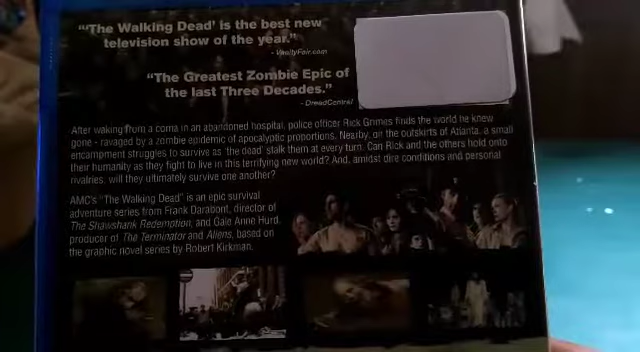 "'The Walking Dead' is the best new
television show of the year."
- VanityFair.com
"The Greatest Zombie Epic of
the last Three Decades."
- DreadCentral
After waking from a coma in an abandoned hospital, police officer Rick Grimes finds the world he knew
gone - ravaged by a zombie epidemic of apocalyptic proportions. Nearby, on the outskirts of Atlanta, a small
encampment struggles to survive as 'the dead' stalk them at every turn. Can Rick and the others hold onto
their humanity as they fight to live in this terrifying new world? And, amidst dire conditions and personal
rivalries, will they ultimately survive one another?
AMC's "The Walking Dead" is an epic survival
adventure series from Frank Darabont, director of
The Shawshank Redemption, and Gale Anne Hurd,
producer of The Terminator and Aliens, based on
the graphic novel series by Robert Kirkman.